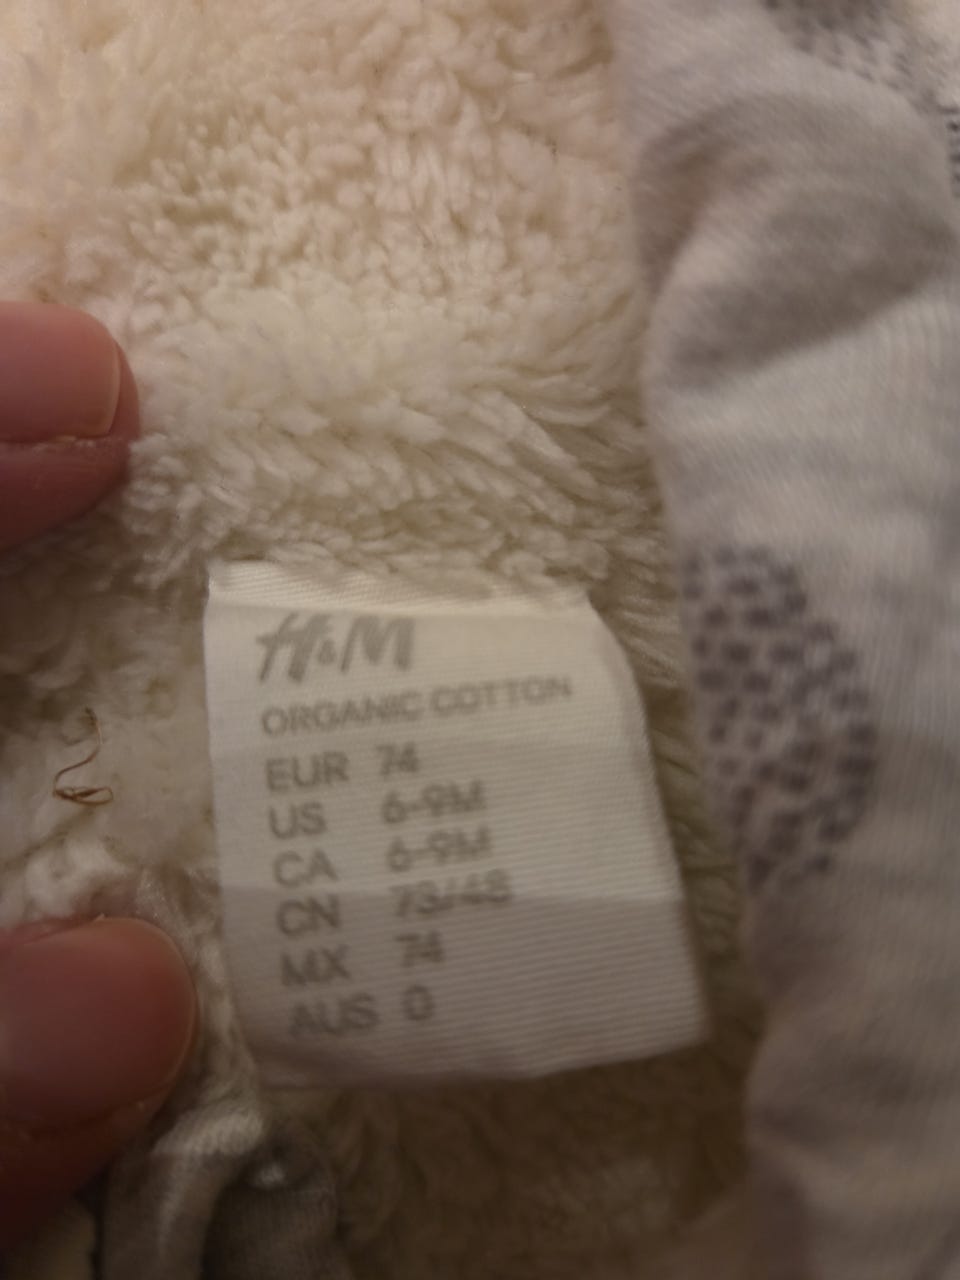 H&M
ORGANIC COTTON
EUR 74
US 6-9M
CA 6-9M
CN 73/48
MX 74
AUS 0